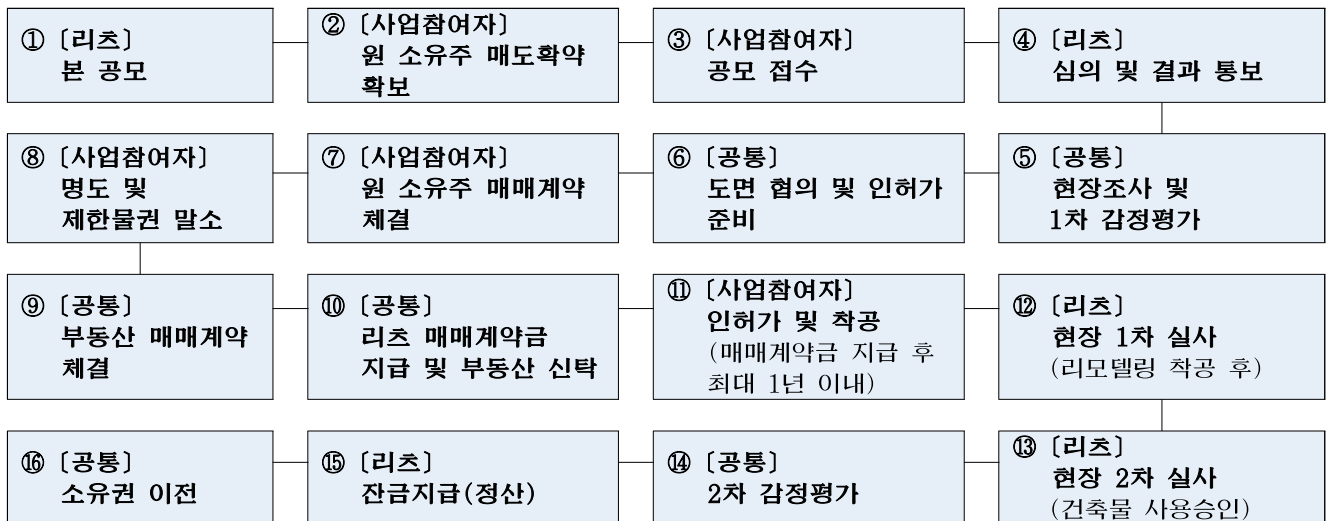 ① 〔리츠〕
본 공모
② 〔사업참여자〕
원 소유주 매도확약
확보
③ 〔사업참여자〕
공모 접수
④ 〔리츠〕
심의 및 결과 통보
⑤ 〔공통〕
현장조사 및
1차 감정평가
⑥ 〔공통〕
도면 협의 및 인허가
준비
⑦ 〔사업참여자〕
원 소유주 매매계약
체결
⑧ 〔사업참여자〕
명도 및
제한물권 말소
⑨ 〔공통〕
부동산 매매계약
체결
⑩ 〔공통〕
리츠 매매계약금
지급 및 부동산 신탁
⑪ 〔사업참여자〕
인허가 및 착공
(매매계약금 지급 후
최대 1년 이내)
⑫ 〔리츠〕
현장 1차 실사
(리모델링 착공 후)
⑬ 〔리츠〕
현장 2차 실사
(건축물 사용승인)
⑭ 〔공통〕
2차 감정평가
⑮ 〔리츠〕
잔금지급(정산)
⑯ 〔공통〕
소유권 이전